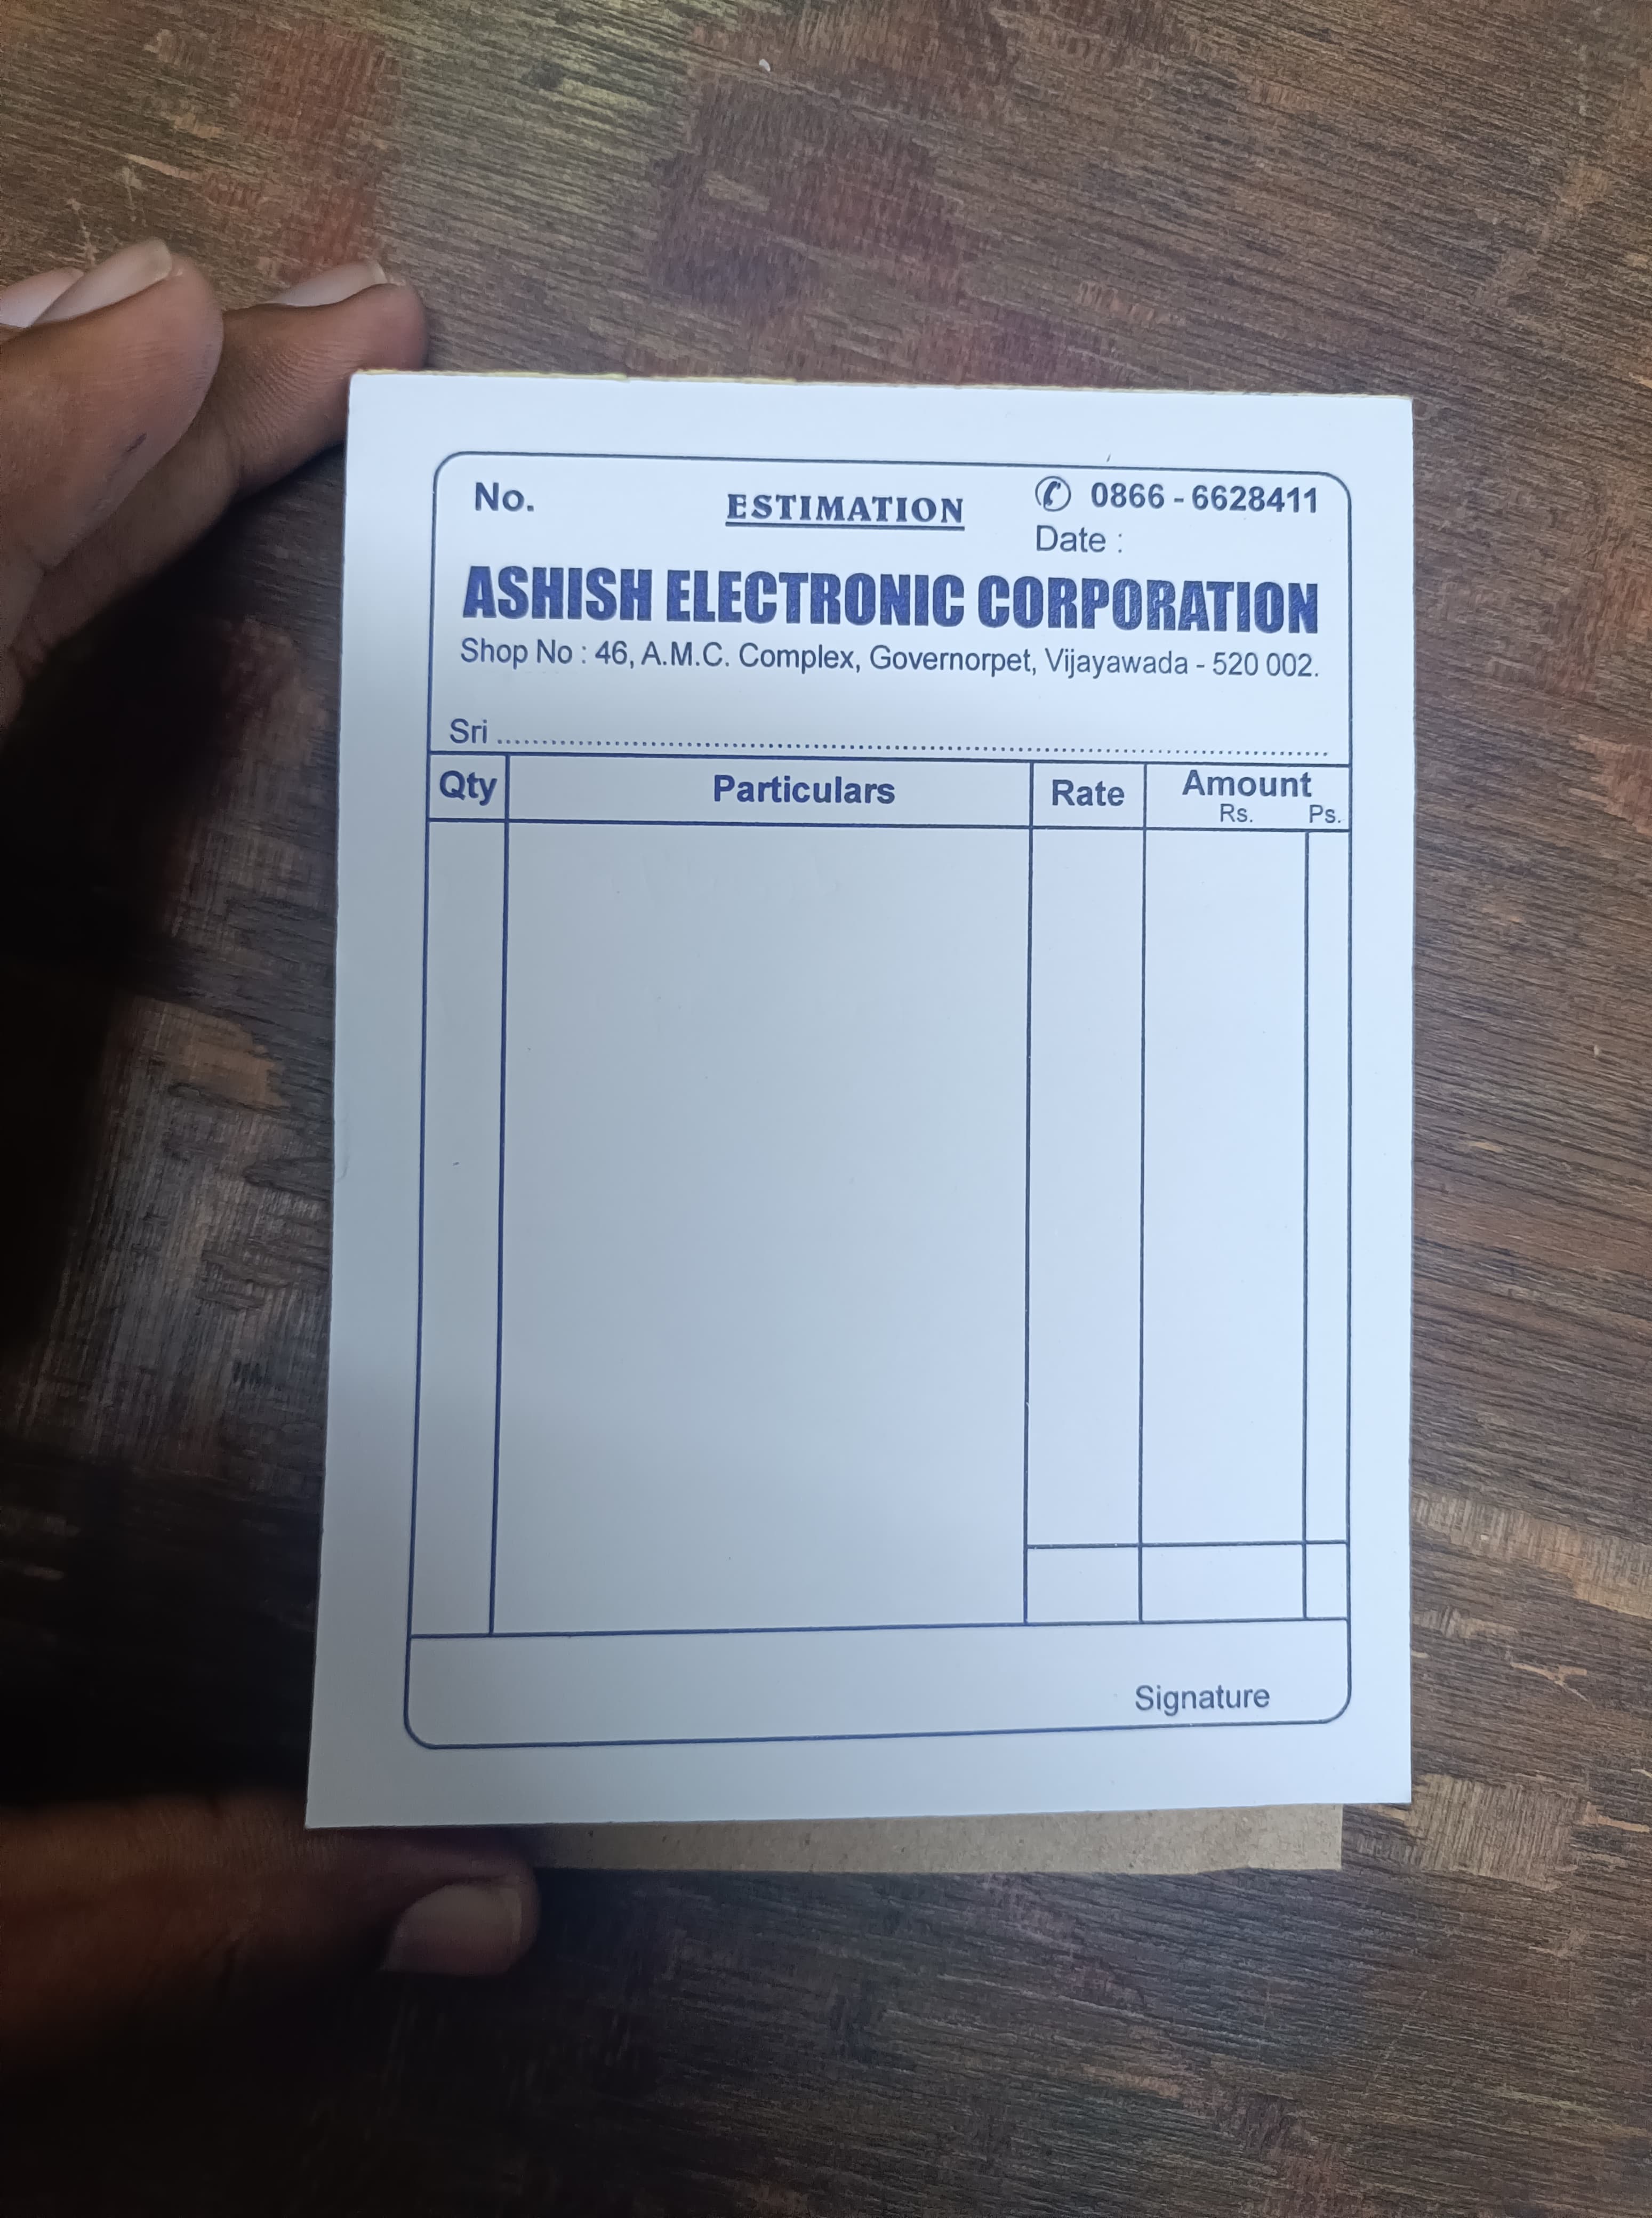 No.
ESTIMATION
✆ 0866 - 6628411
Date :
ASHISH ELECTRONIC CORPORATION
Shop No : 46, A.M.C. Complex, Governorpet, Vijayawada - 520 002.
Sri ...............................................................
Qty Particulars Rate Amount
Rs. Ps.
Signature